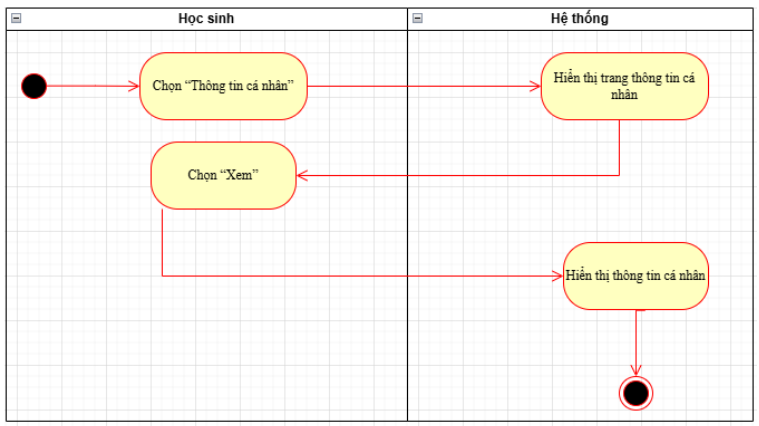 Học sinh
Hệ thống
Chọn “Thông tin cá nhân”
Hiển thị trang thông tin cá
nhân
Chọn “Xem”
Hiển thị thông tin cá nhân